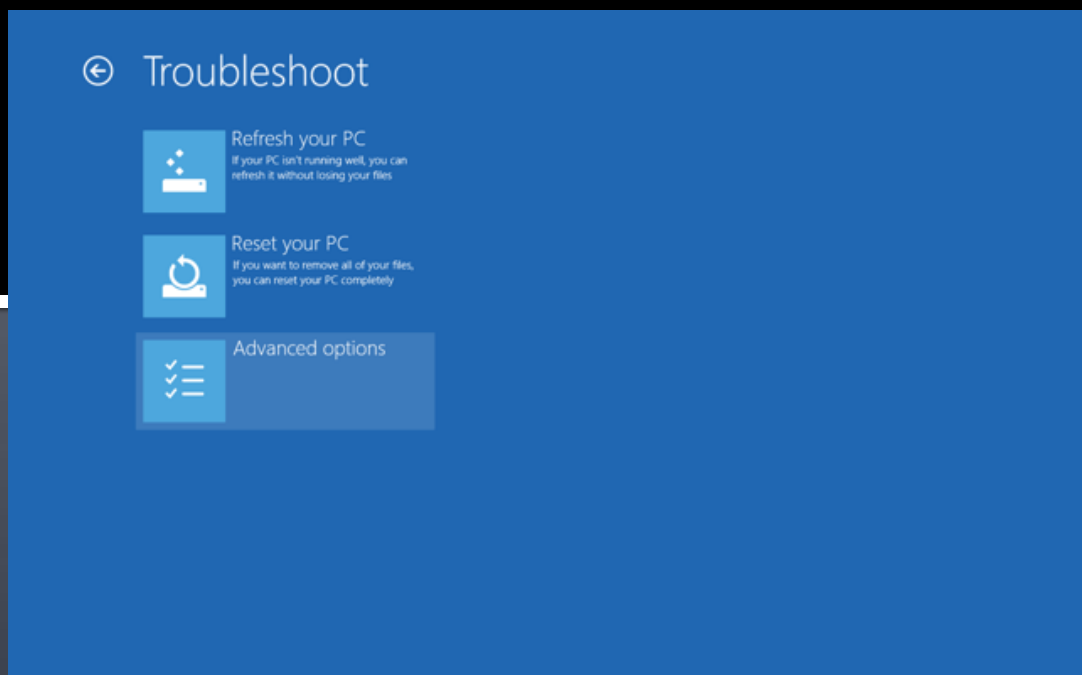 Troubleshoot
Refresh your PC
If your PC isn't running well, you can
refresh it without losing your files
Reset your PC
If you want to remove all of your files,
you can reset your PC completely
Advanced options